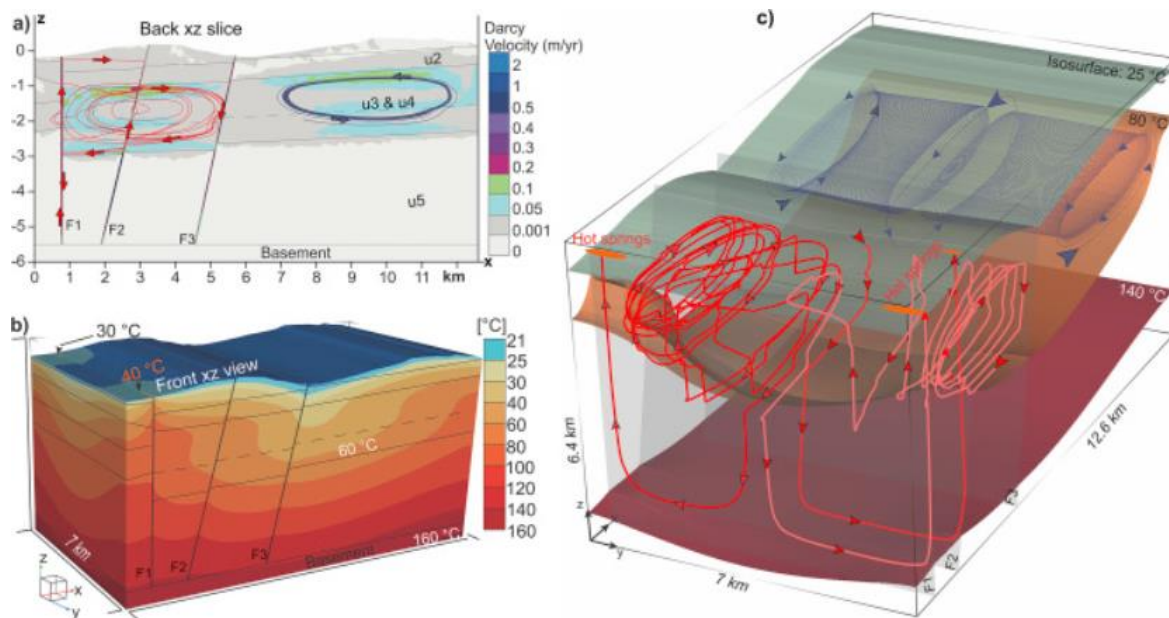 a)
z
Back xz slice
Darcy
Velocity (m/yr)
0
-1
-2
-3
-4
-5
-6
u2
u3 & u4
u5
F1
F2
F3
Basement
0 1 2 3 4 5 6 7 8 9 10 11 km x
2
1
0.5
0.4
0.3
0.2
0.1
0.05
0.001
0
b)
30 °C
40 °C
Front xz view
60 °C
160 °C
Basement
F1
F2
F3
7 km
z
x
y
[°C]
21
25
30
40
60
80
100
120
140
160
c)
Isosurface: 25 °C
80 °C
140 °C
Hot springs
Hot springs
6.4 km
7 km
12.6 km
z
y
F1
F2
F3